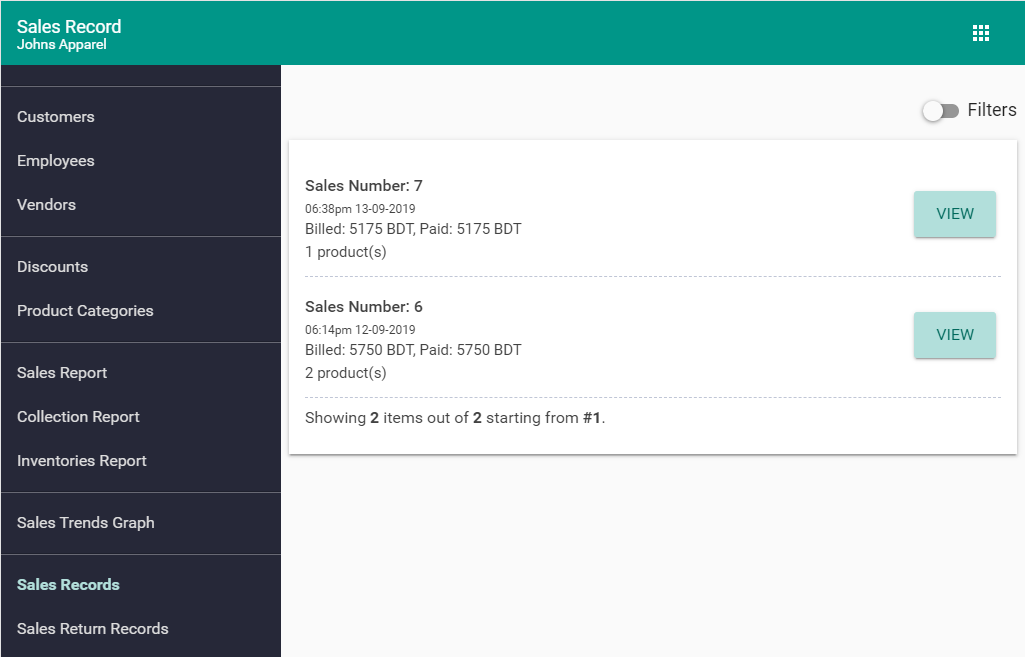 Sales Record
Johns Apparel
Customers
Employees
Vendors
Discounts
Product Categories
Sales Report
Collection Report
Inventories Report
Sales Trends Graph
Sales Records
Sales Return Records
Filters
Sales Number: 7
06:38pm 13-09-2019
Billed: 5175 BDT, Paid: 5175 BDT
1 product(s)
VIEW
Sales Number: 6
06:14pm 12-09-2019
Billed: 5750 BDT, Paid: 5750 BDT
2 product(s)
VIEW
Showing 2 items out of 2 starting from #1.